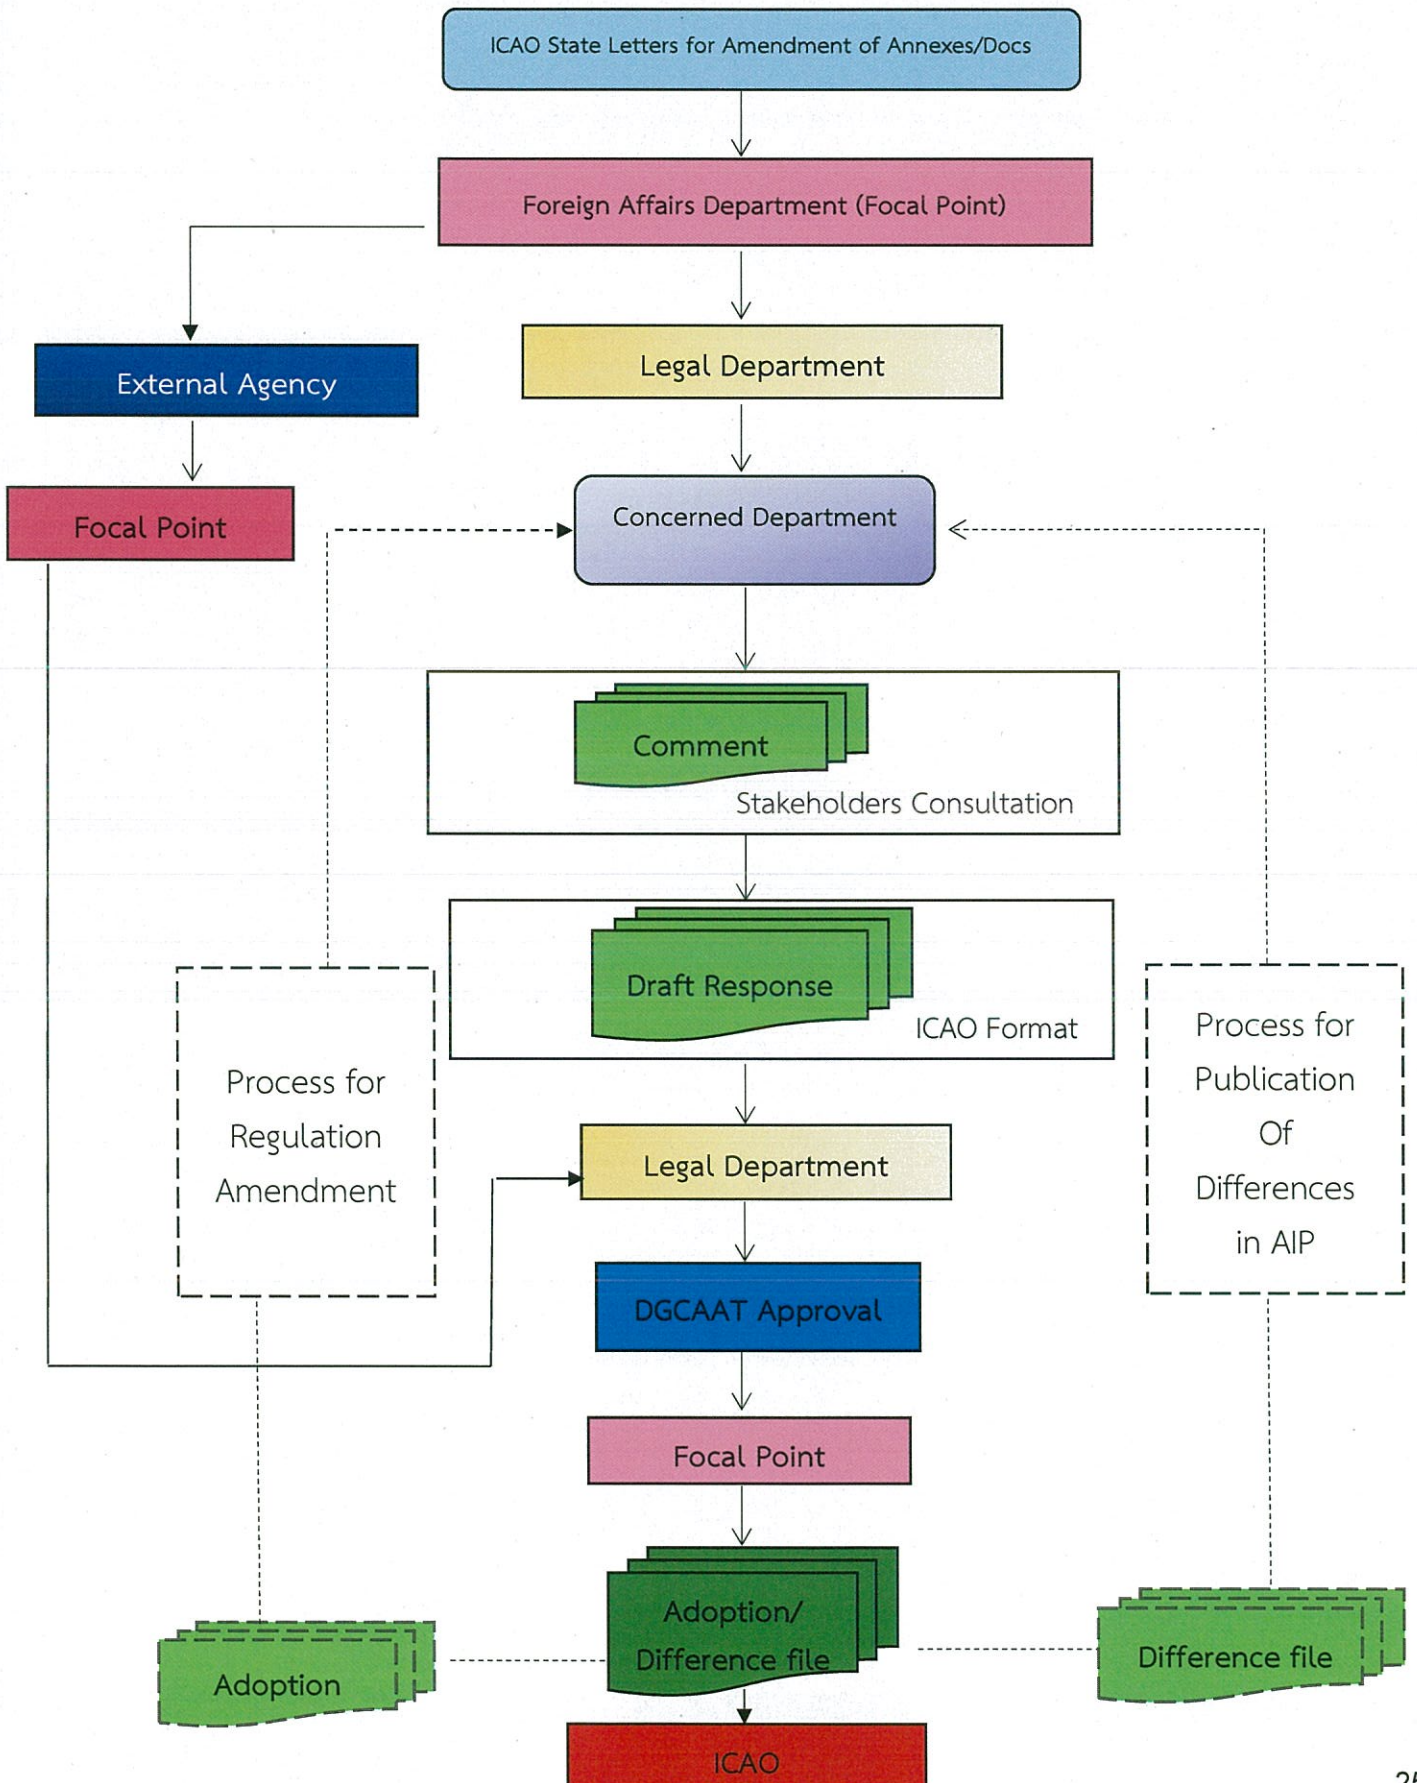 ICAO State Letters for Amendment of Annexes/Docs
Foreign Affairs Department (Focal Point)
Legal Department
External Agency
Focal Point
Concerned Department
Comment
Stakeholders Consultation
Draft Response
ICAO Format
Process for
Regulation
Amendment
Process for
Publication
Of
Differences
in AIP
Legal Department
DGCAAT Approval
Focal Point
Adoption/
Difference file
Adoption
Difference file
ICAO